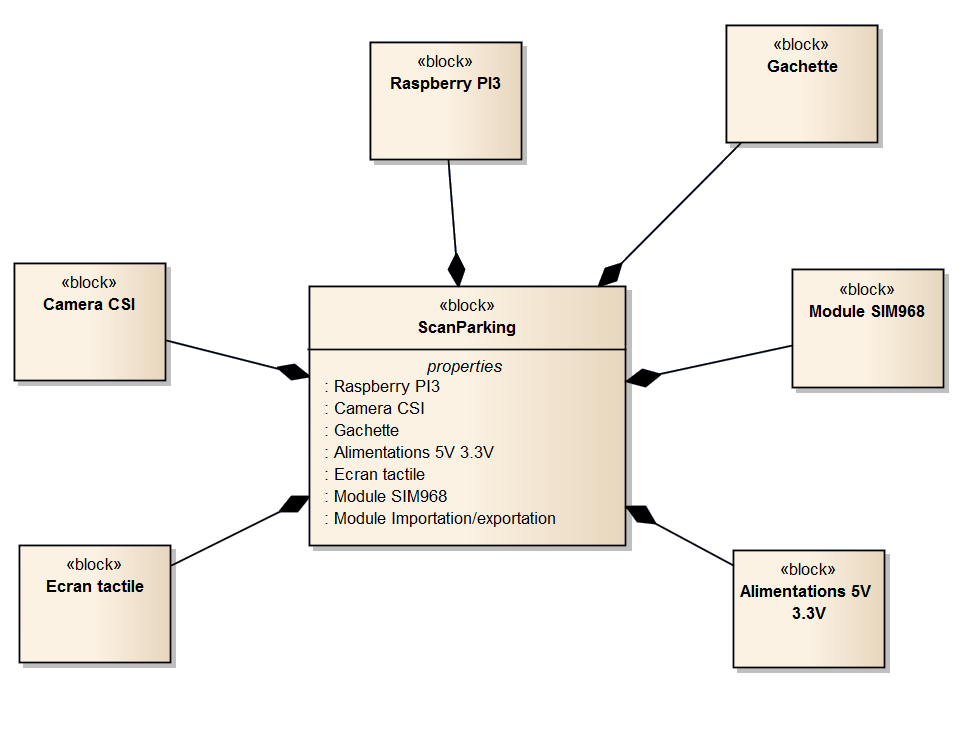 «block»
Raspberry PI3
«block»
Gachette
«block»
Camera CSI
«block»
Module SIM968
«block»
ScanParking
properties
: Raspberry PI3
: Camera CSI
: Gachette
: Alimentations 5V 3.3V
: Ecran tactile
: Module SIM968
: Module Importation/exportation
«block»
Ecran tactile
«block»
Alimentations 5V
3.3V